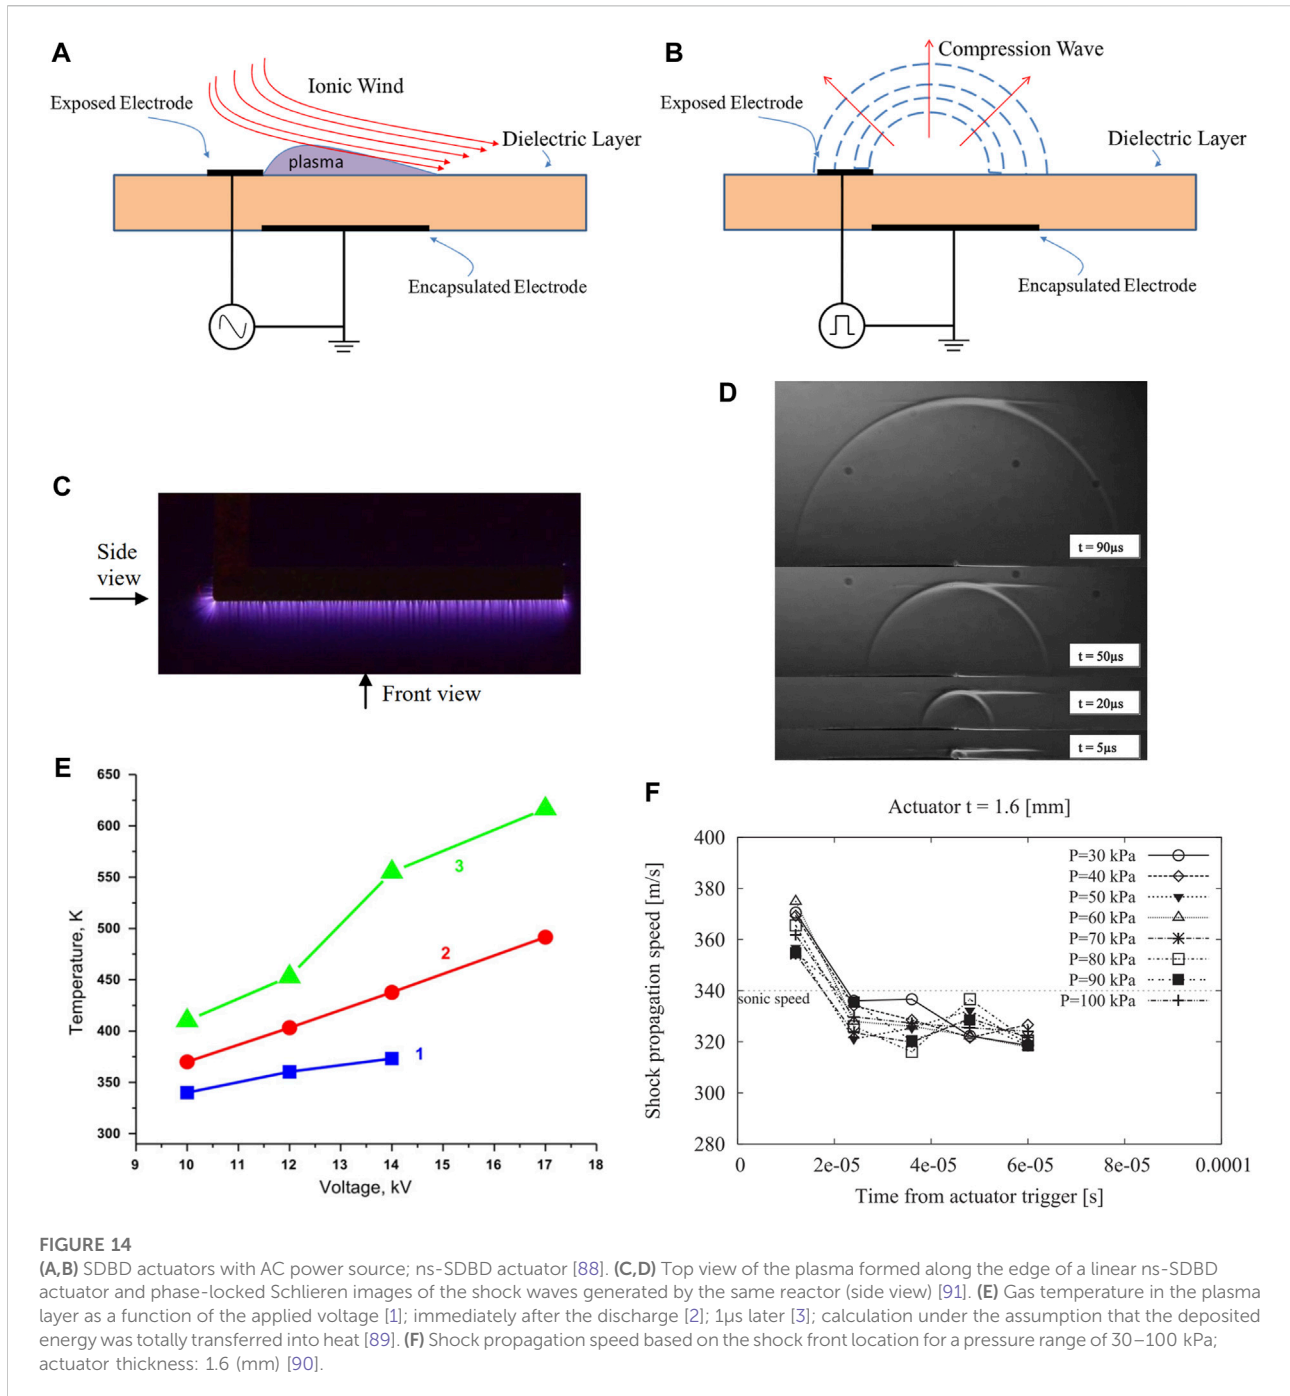 A
Ionic Wind
Exposed Electrode
Dielectric Layer
plasma
Encapsulated Electrode
B
Compression Wave
Exposed Electrode
Dielectric Layer
Encapsulated Electrode
C
Side
view
Front view
D
t = 90µs
t = 50µs
t = 20µs
t = 5µs
E
650
600
550
500
450
400
350
300
Temperature, K
3
2
1
9
10
11
12
13
14
15
16
17
18
Voltage, kV
F
Actuator t = 1.6 [mm]
400
380
360
340
320
300
280
Shock propagation speed [m/s]
P=30 kPa
P=40 kPa
P=50 kPa
P=60 kPa
P=70 kPa
P=80 kPa
P=90 kPa
P=100 kPa
sonic speed
0
2e-05
4e-05
6e-05
8e-05
0.0001
Time from actuator trigger [s]
FIGURE 14
(A,B) SDBD actuators with AC power source; ns-SDBD actuator [88]. (C,D) Top view of the plasma formed along the edge of a linear ns-SDBD
actuator and phase-locked Schlieren images of the shock waves generated by the same reactor (side view) [91]. (E) Gas temperature in the plasma
layer as a function of the applied voltage [1]; immediately after the discharge [2]; 1µs later [3]; calculation under the assumption that the deposited
energy was totally transferred into heat [89]. (F) Shock propagation speed based on the shock front location for a pressure range of 30–100 kPa;
actuator thickness: 1.6 (mm) [90].